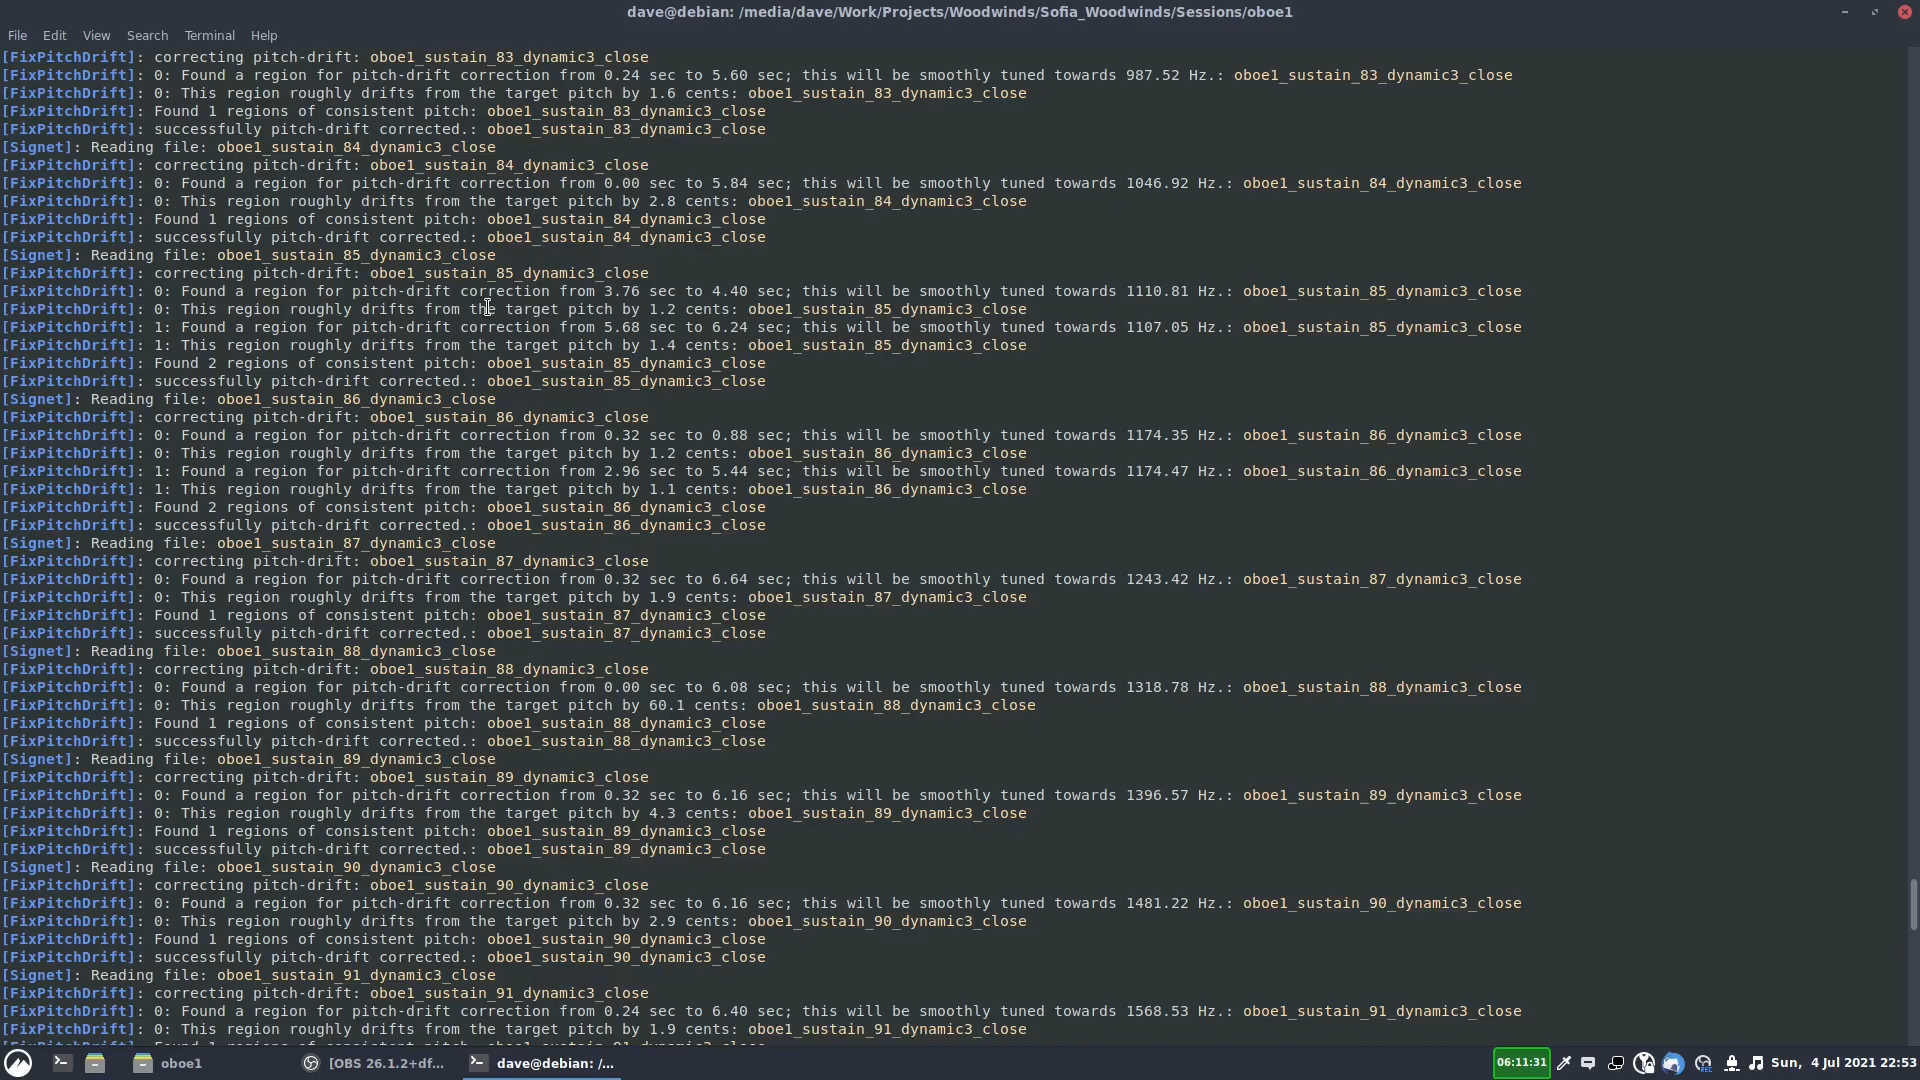 dave@debian: /media/dave/Work/Projects/Woodwinds/Sofia_Woodwinds/Sessions/oboe1
File Edit View Search Terminal Help
[FixPitchDrift]: correcting pitch-drift: oboe1_sustain_83_dynamic3_close
[FixPitchDrift]: 0: Found a region for pitch-drift correction from 0.24 sec to 5.60 sec; this will be smoothly tuned towards 987.52 Hz.: oboe1_sustain_83_dynamic3_close
[FixPitchDrift]: 0: This region roughly drifts from the target pitch by 1.6 cents: oboe1_sustain_83_dynamic3_close
[FixPitchDrift]: Found 1 regions of consistent pitch: oboe1_sustain_83_dynamic3_close
[FixPitchDrift]: successfully pitch-drift corrected.: oboe1_sustain_83_dynamic3_close
[Signet]: Reading file: oboe1_sustain_84_dynamic3_close
[FixPitchDrift]: correcting pitch-drift: oboe1_sustain_84_dynamic3_close
[FixPitchDrift]: 0: Found a region for pitch-drift correction from 0.00 sec to 5.84 sec; this will be smoothly tuned towards 1046.92 Hz.: oboe1_sustain_84_dynamic3_close
[FixPitchDrift]: 0: This region roughly drifts from the target pitch by 2.8 cents: oboe1_sustain_84_dynamic3_close
[FixPitchDrift]: Found 1 regions of consistent pitch: oboe1_sustain_84_dynamic3_close
[FixPitchDrift]: successfully pitch-drift corrected.: oboe1_sustain_84_dynamic3_close
[Signet]: Reading file: oboe1_sustain_85_dynamic3_close
[FixPitchDrift]: correcting pitch-drift: oboe1_sustain_85_dynamic3_close
[FixPitchDrift]: 0: Found a region for pitch-drift correction from 3.76 sec to 4.40 sec; this will be smoothly tuned towards 1110.81 Hz.: oboe1_sustain_85_dynamic3_close
[FixPitchDrift]: 0: This region roughly drifts from the target pitch by 1.2 cents: oboe1_sustain_85_dynamic3_close
[FixPitchDrift]: 1: Found a region for pitch-drift correction from 5.68 sec to 6.24 sec; this will be smoothly tuned towards 1107.05 Hz.: oboe1_sustain_85_dynamic3_close
[FixPitchDrift]: 1: This region roughly drifts from the target pitch by 1.4 cents: oboe1_sustain_85_dynamic3_close
[FixPitchDrift]: Found 2 regions of consistent pitch: oboe1_sustain_85_dynamic3_close
[FixPitchDrift]: successfully pitch-drift corrected.: oboe1_sustain_85_dynamic3_close
[Signet]: Reading file: oboe1_sustain_86_dynamic3_close
[FixPitchDrift]: correcting pitch-drift: oboe1_sustain_86_dynamic3_close
[FixPitchDrift]: 0: Found a region for pitch-drift correction from 0.32 sec to 0.88 sec; this will be smoothly tuned towards 1174.35 Hz.: oboe1_sustain_86_dynamic3_close
[FixPitchDrift]: 0: This region roughly drifts from the target pitch by 1.2 cents: oboe1_sustain_86_dynamic3_close
[FixPitchDrift]: 1: Found a region for pitch-drift correction from 2.96 sec to 5.44 sec; this will be smoothly tuned towards 1174.47 Hz.: oboe1_sustain_86_dynamic3_close
[FixPitchDrift]: 1: This region roughly drifts from the target pitch by 1.1 cents: oboe1_sustain_86_dynamic3_close
[FixPitchDrift]: Found 2 regions of consistent pitch: oboe1_sustain_86_dynamic3_close
[FixPitchDrift]: successfully pitch-drift corrected.: oboe1_sustain_86_dynamic3_close
[Signet]: Reading file: oboe1_sustain_87_dynamic3_close
[FixPitchDrift]: correcting pitch-drift: oboe1_sustain_87_dynamic3_close
[FixPitchDrift]: 0: Found a region for pitch-drift correction from 0.32 sec to 6.64 sec; this will be smoothly tuned towards 1243.42 Hz.: oboe1_sustain_87_dynamic3_close
[FixPitchDrift]: 0: This region roughly drifts from the target pitch by 1.9 cents: oboe1_sustain_87_dynamic3_close
[FixPitchDrift]: Found 1 regions of consistent pitch: oboe1_sustain_87_dynamic3_close
[FixPitchDrift]: successfully pitch-drift corrected.: oboe1_sustain_87_dynamic3_close
[Signet]: Reading file: oboe1_sustain_88_dynamic3_close
[FixPitchDrift]: correcting pitch-drift: oboe1_sustain_88_dynamic3_close
[FixPitchDrift]: 0: Found a region for pitch-drift correction from 0.00 sec to 6.08 sec; this will be smoothly tuned towards 1318.78 Hz.: oboe1_sustain_88_dynamic3_close
[FixPitchDrift]: 0: This region roughly drifts from the target pitch by 60.1 cents: oboe1_sustain_88_dynamic3_close
[FixPitchDrift]: Found 1 regions of consistent pitch: oboe1_sustain_88_dynamic3_close
[FixPitchDrift]: successfully pitch-drift corrected.: oboe1_sustain_88_dynamic3_close
[Signet]: Reading file: oboe1_sustain_89_dynamic3_close
[FixPitchDrift]: correcting pitch-drift: oboe1_sustain_89_dynamic3_close
[FixPitchDrift]: 0: Found a region for pitch-drift correction from 0.32 sec to 6.16 sec; this will be smoothly tuned towards 1396.57 Hz.: oboe1_sustain_89_dynamic3_close
[FixPitchDrift]: 0: This region roughly drifts from the target pitch by 4.3 cents: oboe1_sustain_89_dynamic3_close
[FixPitchDrift]: Found 1 regions of consistent pitch: oboe1_sustain_89_dynamic3_close
[FixPitchDrift]: successfully pitch-drift corrected.: oboe1_sustain_89_dynamic3_close
[Signet]: Reading file: oboe1_sustain_90_dynamic3_close
[FixPitchDrift]: correcting pitch-drift: oboe1_sustain_90_dynamic3_close
[FixPitchDrift]: 0: Found a region for pitch-drift correction from 0.32 sec to 6.16 sec; this will be smoothly tuned towards 1481.22 Hz.: oboe1_sustain_90_dynamic3_close
[FixPitchDrift]: 0: This region roughly drifts from the target pitch by 2.9 cents: oboe1_sustain_90_dynamic3_close
[FixPitchDrift]: Found 1 regions of consistent pitch: oboe1_sustain_90_dynamic3_close
[FixPitchDrift]: successfully pitch-drift corrected.: oboe1_sustain_90_dynamic3_close
[Signet]: Reading file: oboe1_sustain_91_dynamic3_close
[FixPitchDrift]: correcting pitch-drift: oboe1_sustain_91_dynamic3_close
[FixPitchDrift]: 0: Found a region for pitch-drift correction from 0.24 sec to 6.40 sec; this will be smoothly tuned towards 1568.53 Hz.: oboe1_sustain_91_dynamic3_close
[FixPitchDrift]: 0: This region roughly drifts from the target pitch by 1.9 cents: oboe1_sustain_91_dynamic3_close
oboe1 [OBS 26.1.2+df... dave@debian: /... 06:11:31 Sun, 4 Jul 2021 22:53